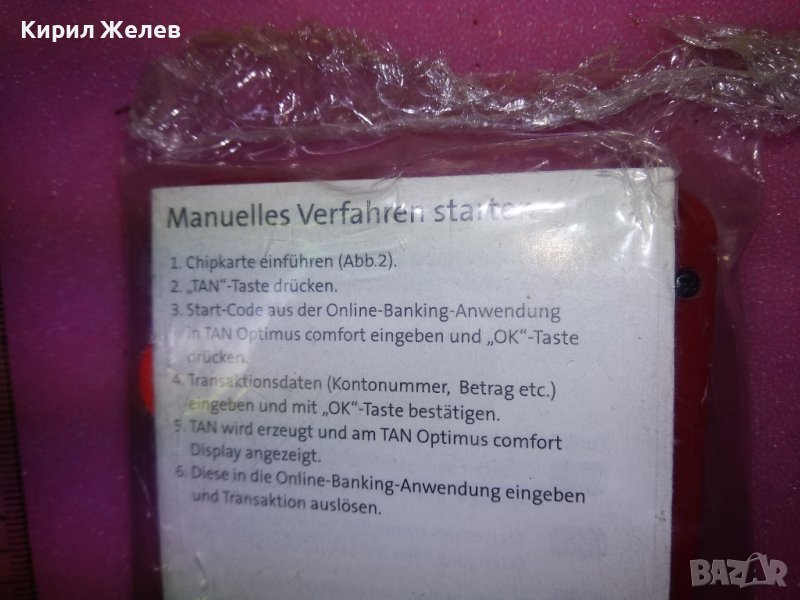 Кирил Желев
Manuelles Verfahren starten
1. Chipkarte einführen (Abb.2).
2. „TAN“-Taste drücken.
3. Start-Code aus der Online-Banking-Anwendung
in TAN Optimus comfort eingeben und „OK“-Taste
drücken.
4. Transaktionsdaten (Kontonummer, Betrag etc.)
eingeben und mit „OK“-Taste bestätigen.
5. TAN wird erzeugt und am TAN Optimus comfort
Display angezeigt.
6. Diese in die Online-Banking-Anwendung eingeben
und Transaktion auslösen.
BAZAR